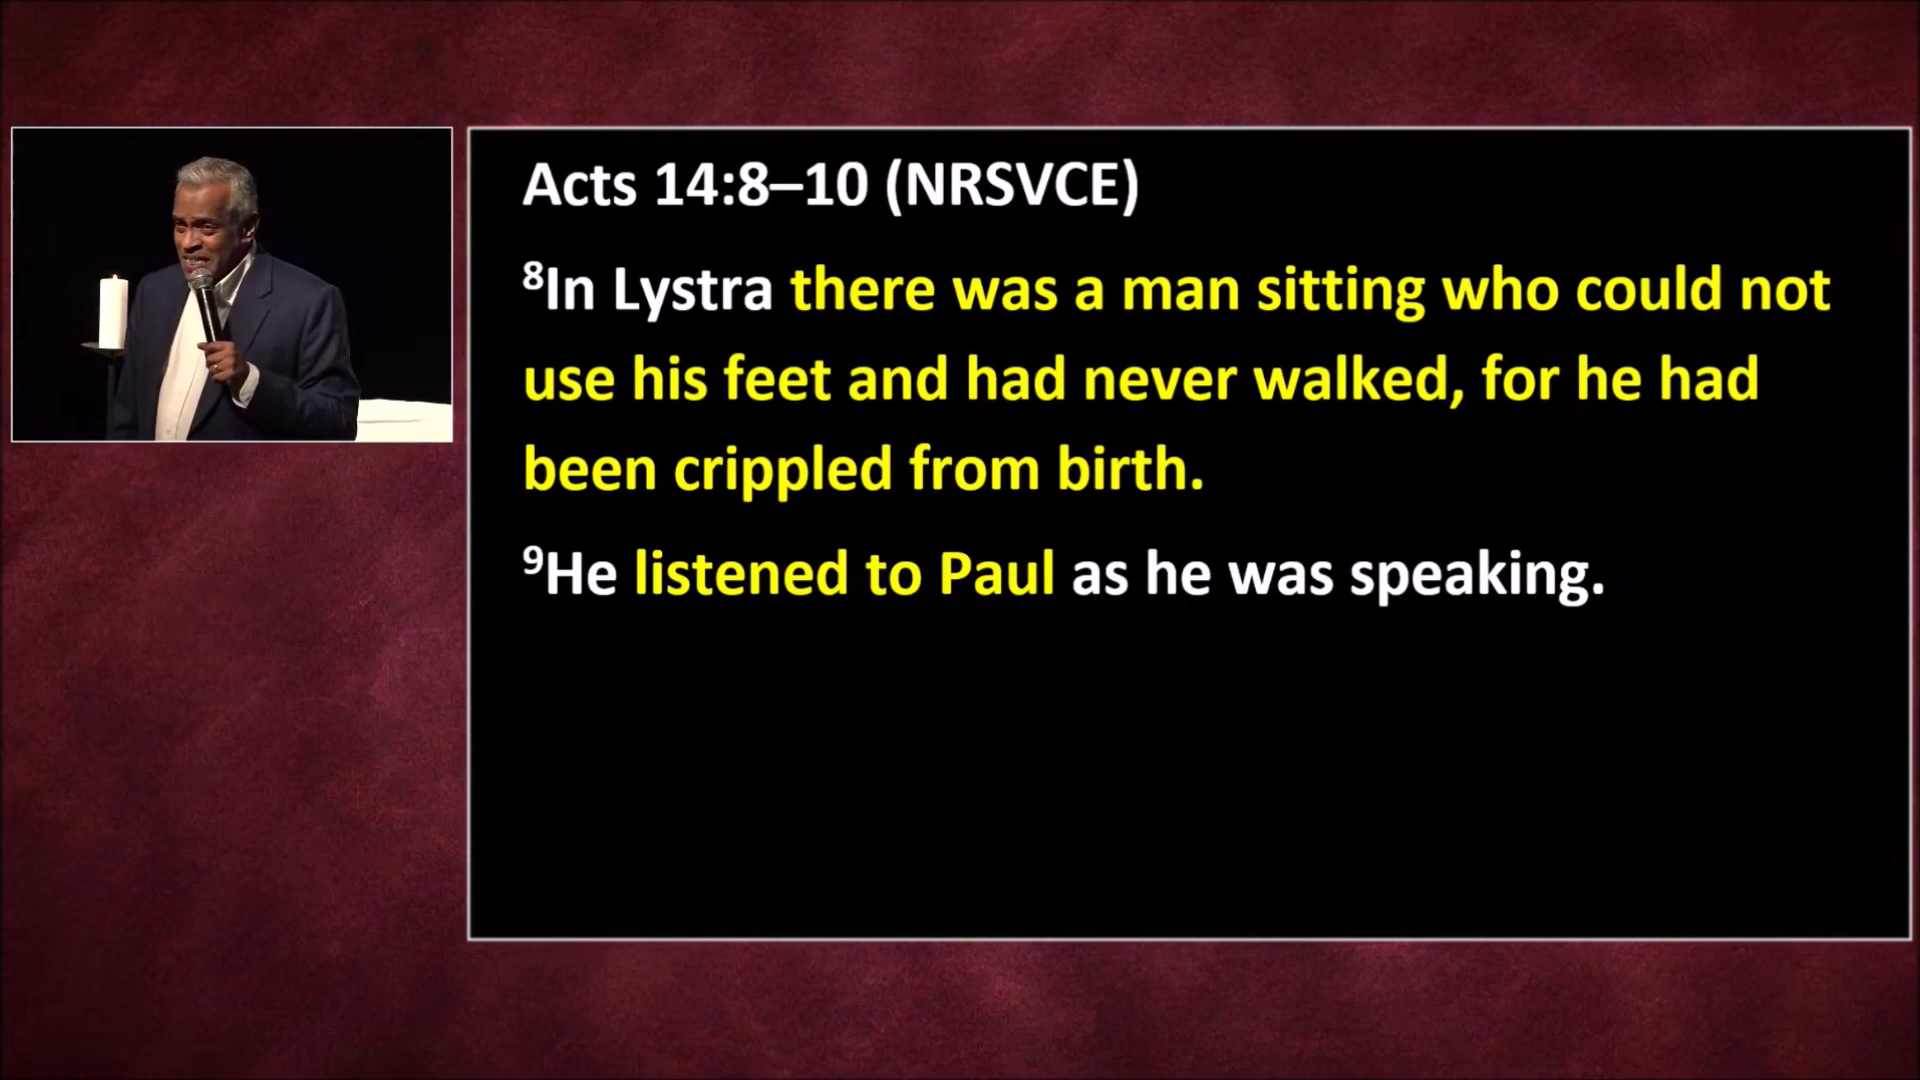 Acts 14:8–10 (NRSVCE)
⁸In Lystra there was a man sitting who could not
use his feet and had never walked, for he had
been crippled from birth.
⁹He listened to Paul as he was speaking.